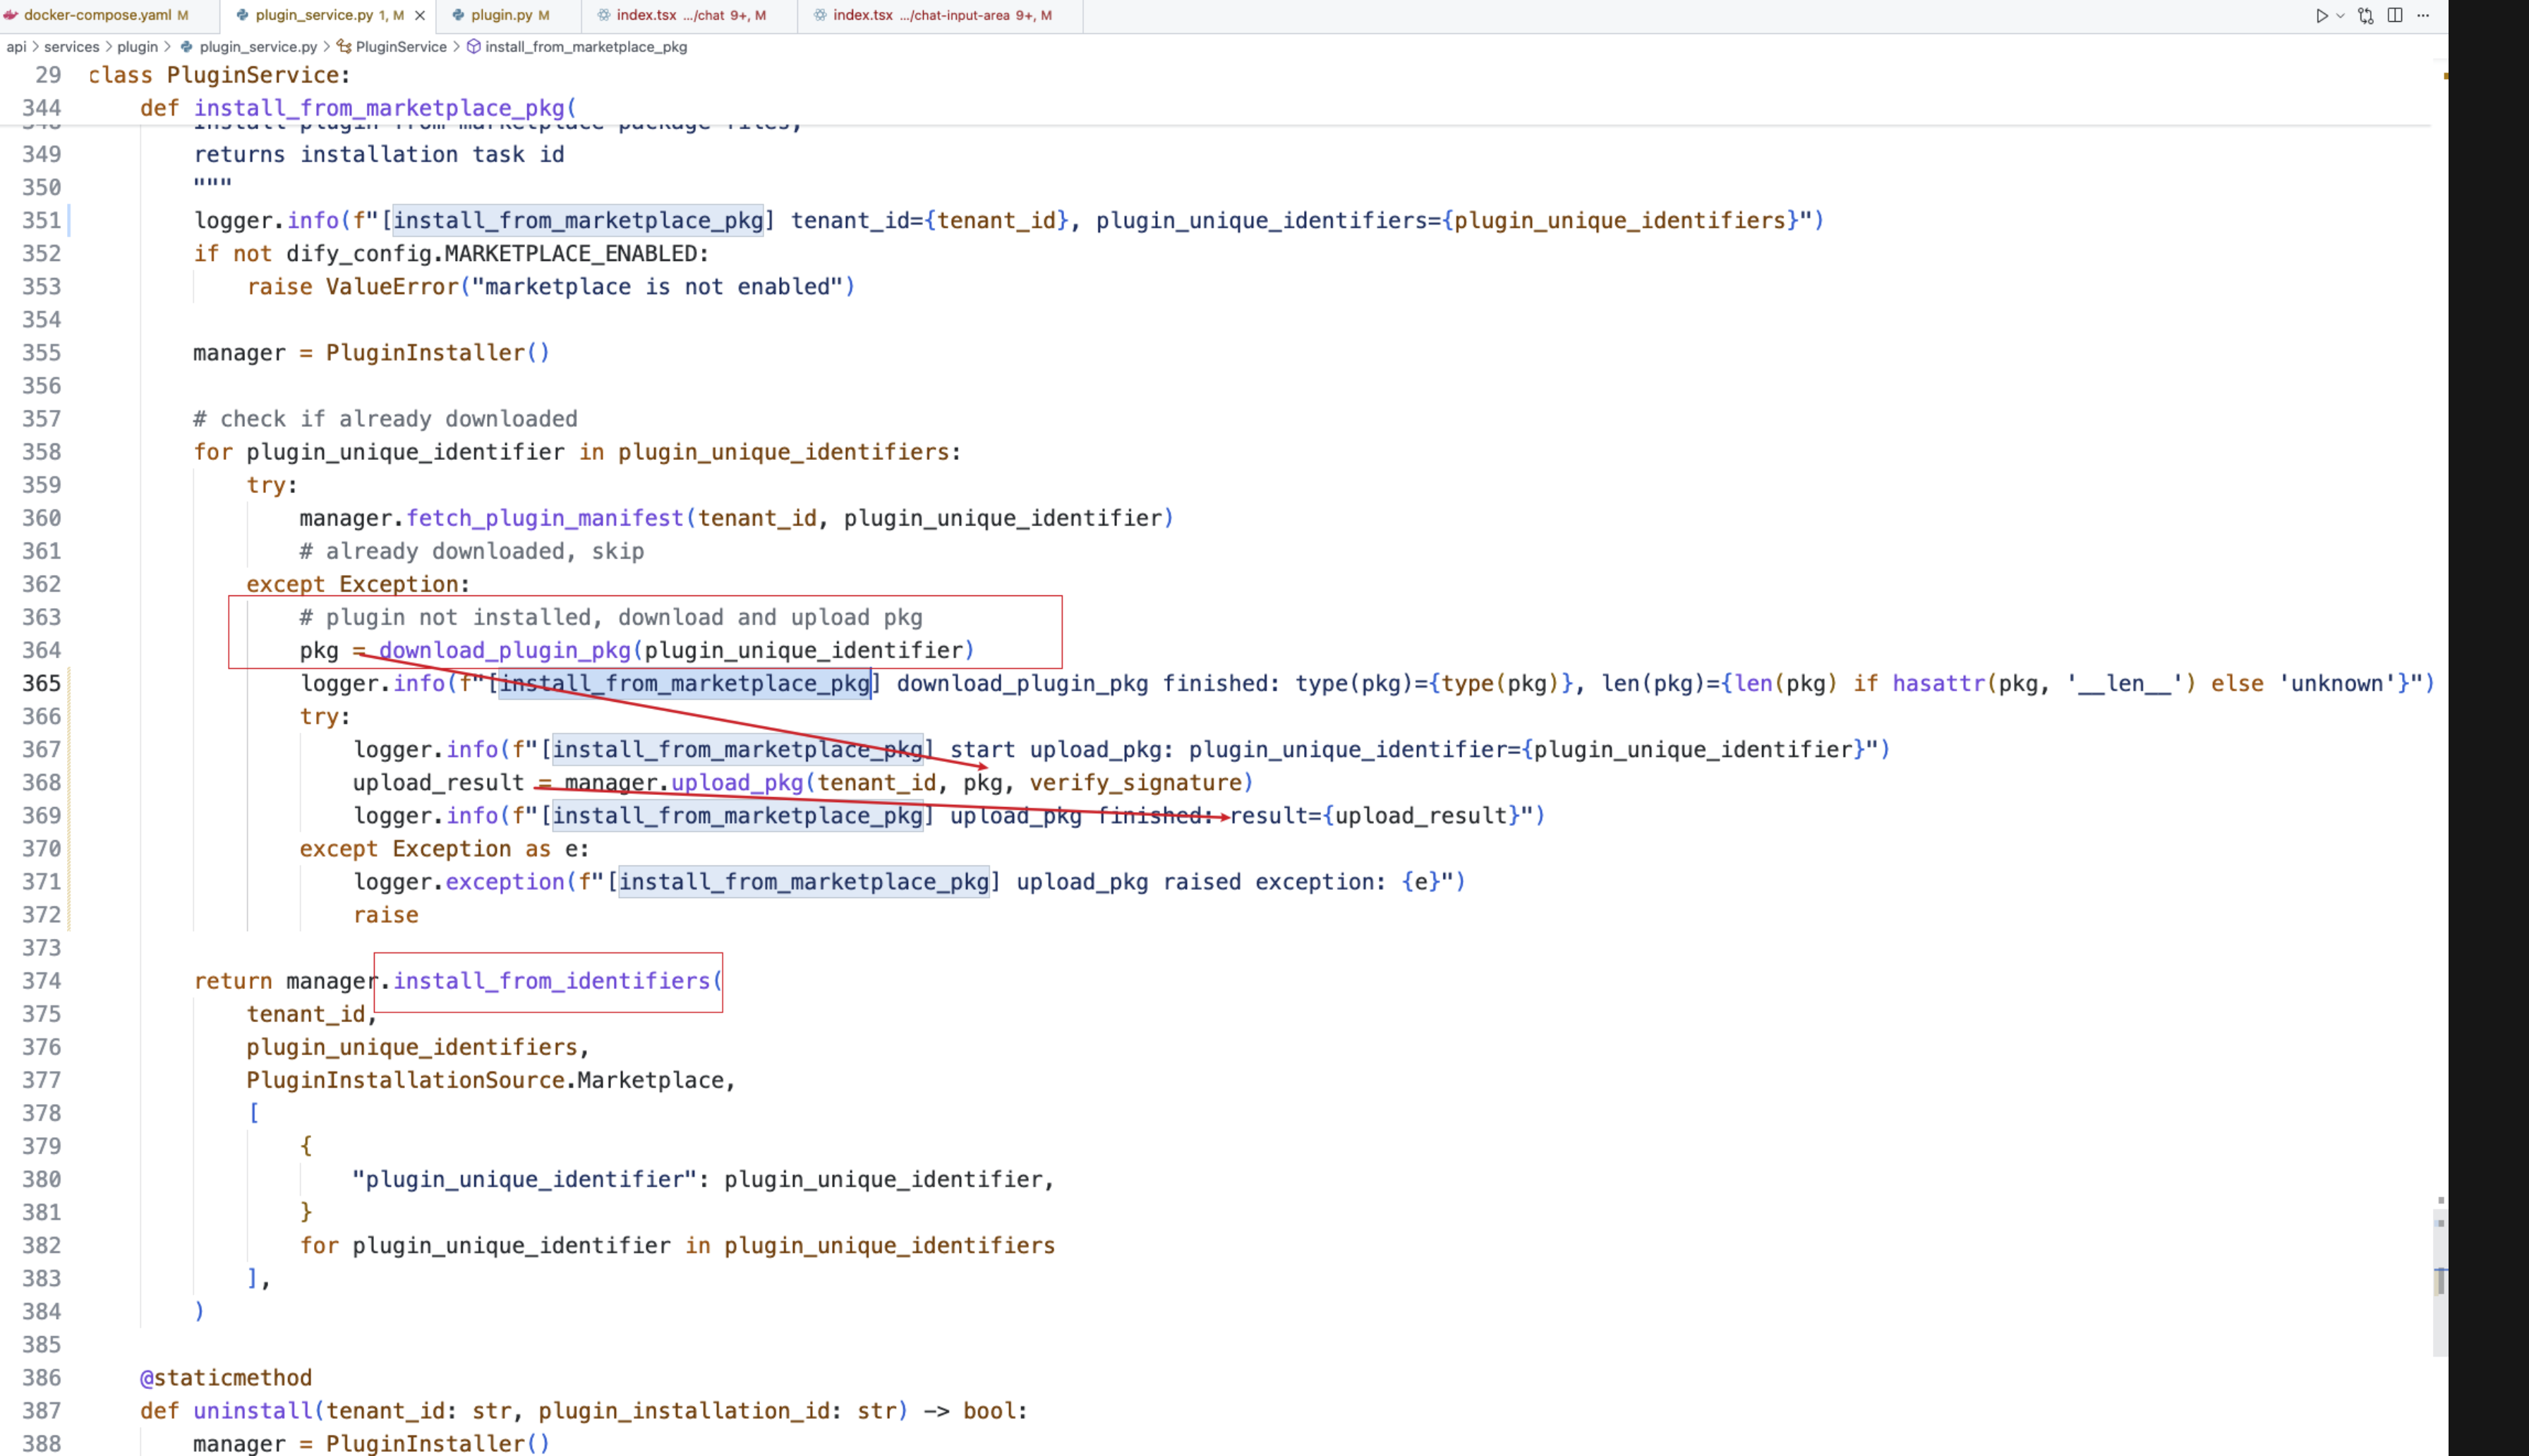 docker-compose.yaml M plugin_service.py 1, M plugin.py M index.tsx .../chat 9+, M index.tsx .../chat-input-area 9+, M
api > services > plugin > plugin_service.py > PluginService > install_from_marketplace_pkg
29 class PluginService:
344 def install_from_marketplace_pkg(
348 install plugin from marketplace package files,
349 returns installation task id
350 """
351 logger.info(f"[install_from_marketplace_pkg] tenant_id={tenant_id}, plugin_unique_identifiers={plugin_unique_identifiers}")
352 if not dify_config.MARKETPLACE_ENABLED:
353 raise ValueError("marketplace is not enabled")
354
355 manager = PluginInstaller()
356
357 # check if already downloaded
358 for plugin_unique_identifier in plugin_unique_identifiers:
359 try:
360 manager.fetch_plugin_manifest(tenant_id, plugin_unique_identifier)
361 # already downloaded, skip
362 except Exception:
363 # plugin not installed, download and upload pkg
364 pkg = download_plugin_pkg(plugin_unique_identifier)
365 logger.info(f"[install_from_marketplace_pkg] download_plugin_pkg finished: type(pkg)={type(pkg)}, len(pkg)={len(pkg) if hasattr(pkg, '__len__') else 'unknown'}")
366 try:
367 logger.info(f"[install_from_marketplace_pkg] start upload_pkg: plugin_unique_identifier={plugin_unique_identifier}")
368 upload_result = manager.upload_pkg(tenant_id, pkg, verify_signature)
369 logger.info(f"[install_from_marketplace_pkg] upload_pkg finished: result={upload_result}")
370 except Exception as e:
371 logger.exception(f"[install_from_marketplace_pkg] upload_pkg raised exception: {e}")
372 raise
373
374 return manager.install_from_identifiers(
375 tenant_id,
376 plugin_unique_identifiers,
377 PluginInstallationSource.Marketplace,
378 [
379 {
380 "plugin_unique_identifier": plugin_unique_identifier,
381 }
382 for plugin_unique_identifier in plugin_unique_identifiers
383 ],
384 )
385
386 @staticmethod
387 def uninstall(tenant_id: str, plugin_installation_id: str) -> bool:
388 manager = PluginInstaller()